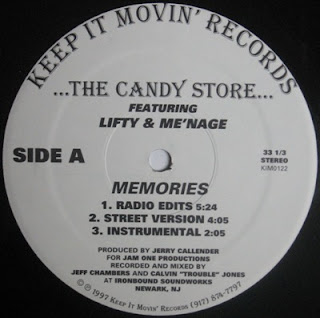 KEEP IT MOVIN' RECORDS
...THE CANDY STORE...
FEATURING
LIFTY & ME'NAGE
SIDE A
33 1/3
STEREO
KIM0122
MEMORIES
1. RADIO EDITS 5:24
2. STREET VERSION 4:05
3. INSTRUMENTAL 2:05
PRODUCED BY JERRY CALLENDER
FOR JAM ONE PRODUCTIONS
RECORDED AND MIXED BY
JEFF CHAMBERS AND CALVIN "TROUBLE" JONES
AT IRONBOUND SOUNDWORKS
NEWARK, NJ
© 1997 KEEP IT MOVIN' RECORDS (917) 874-7797